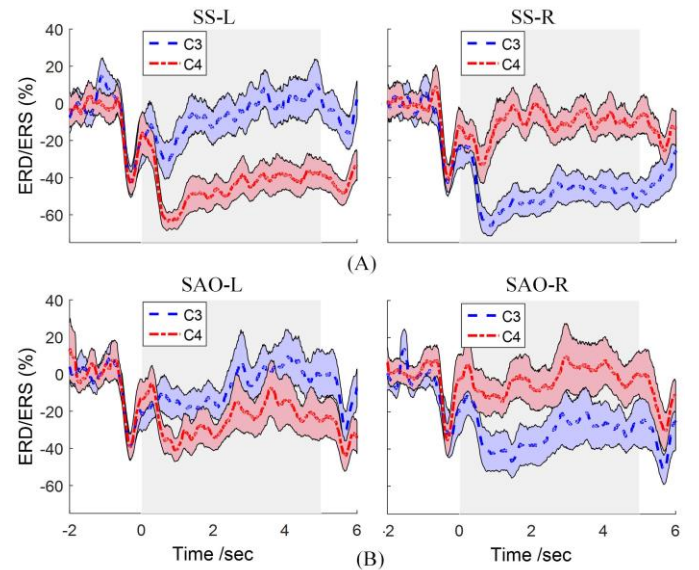 SS-L SS-R
40 C3 C3
C4 C4
20
0
-20
-40
-60
ERD/ERS (%)
(A)
SAO-L SAO-R
40 C3 C3
C4 C4
20
0
-20
-40
-60
ERD/ERS (%)
-2 0 2 4 6 -2 0 2 4 6
Time /sec Time /sec
(B)